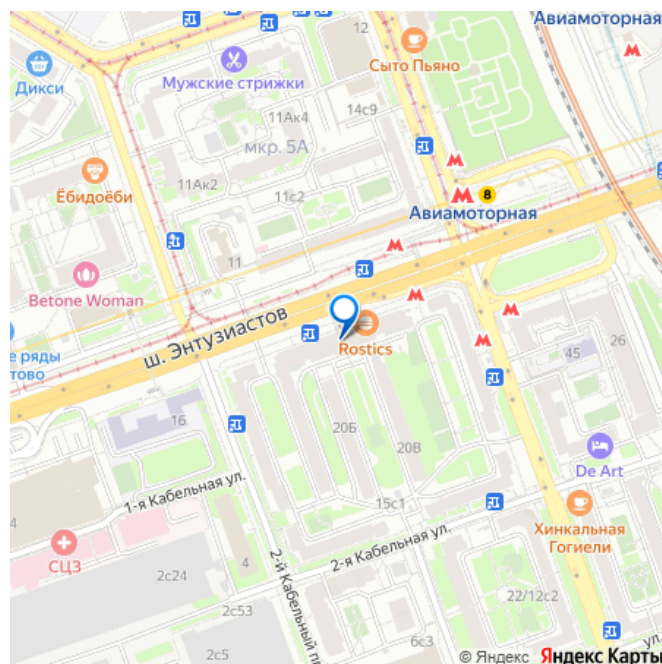 Авиамоторная
12
Дикси
Сыто Пьяно
Мужские стрижки
14с9
11Ак4
мкр. 5А
Ёбидоёби
11Ак2
11с2
8
Авиамоторная
11
Betone Woman
ш. Энтузиастов
Rostics
е ряды
тово
26
45
20Б
16
20В
De Art
1-я Кабельная ул.
15с1
4
СЦЗ
2-я Кабельная ул.
Хинкальная
Гогиели
4
2с24
2-й Кабельный п
22/12с2
2с53
6с3
ул.
2с5
© Яндекс Яндекс Карты